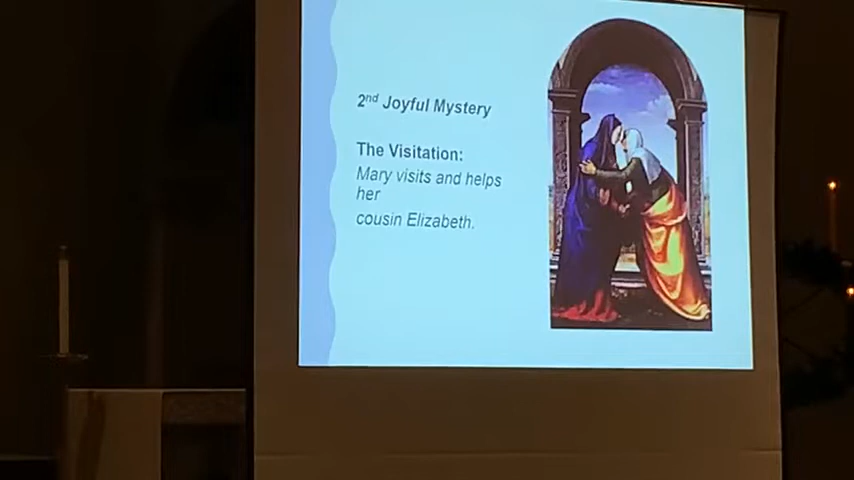 2nd Joyful Mystery
The Visitation:
Mary visits and helps
her
cousin Elizabeth.